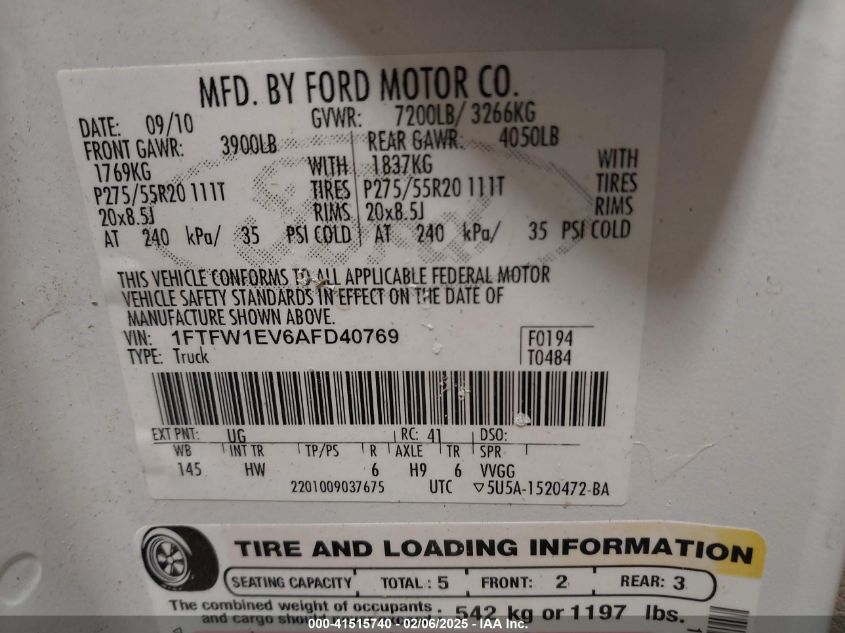 MFD. BY FORD MOTOR CO.
DATE: 09/10 GVWR: 7200LB/ 3266KG
FRONT GAWR: 3900LB REAR GAWR: 4050LB
1769KG WITH 1837KG WITH
P275/55R20 111T TIRES P275/55R20 111T TIRES
20x8.5J RIMS 20x8.5J RIMS
AT 240 kPa/ 35 PSI COLD AT 240 kPa/ 35 PSI COLD
THIS VEHICLE CONFORMS TO ALL APPLICABLE FEDERAL MOTOR
VEHICLE SAFETY STANDARDS IN EFFECT ON THE DATE OF
MANUFACTURE SHOWN ABOVE.
VIN: 1FTFW1EV6AFD40769 F0194
TYPE: Truck T0484
EXT PNT: UG RC: 41 DSO:
WB INT TR TP/PS R AXLE TR SPR
145 HW 6 H9 6 VVGG
2201009037675 UTC ▽5U5A-1520472-BA
TIRE AND LOADING INFORMATION
SEATING CAPACITY TOTAL : 5 FRONT: 2 REAR: 3
The combined weight of occupants 542 kg or 1197 lbs.
and cargo
000-41515740 - 02/06/2025 - IAA Inc.